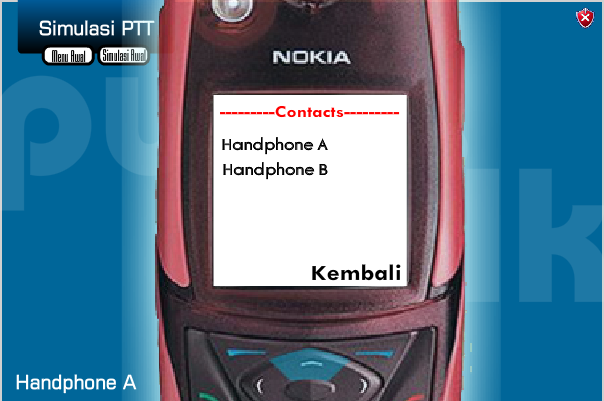 Simulasi PTT
Menu Awal
Simulasi Awal
NOKIA
---------Contacts---------
Handphone A
Handphone B
Kembali
Handphone A